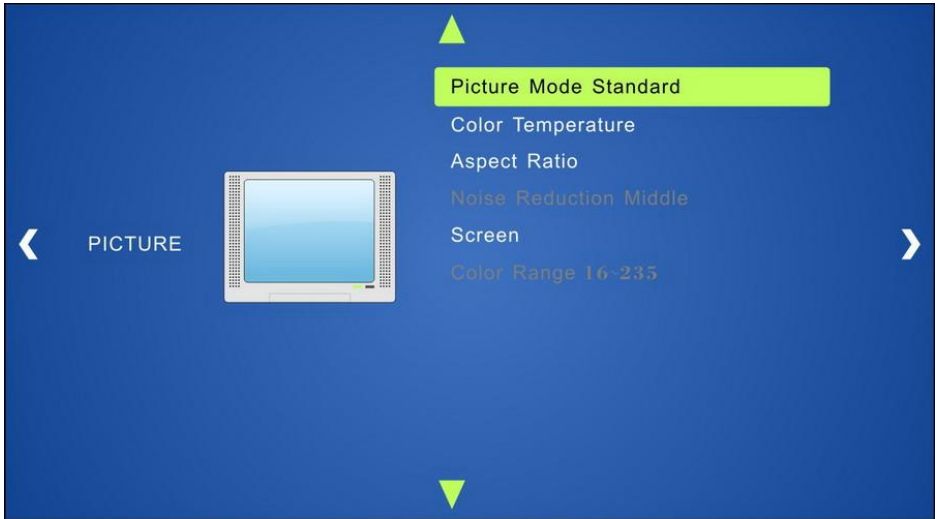 Picture Mode Standard
Color Temperature
Aspect Ratio
Noise Reduction Middle
PICTURE
Screen
Color Range 16~235